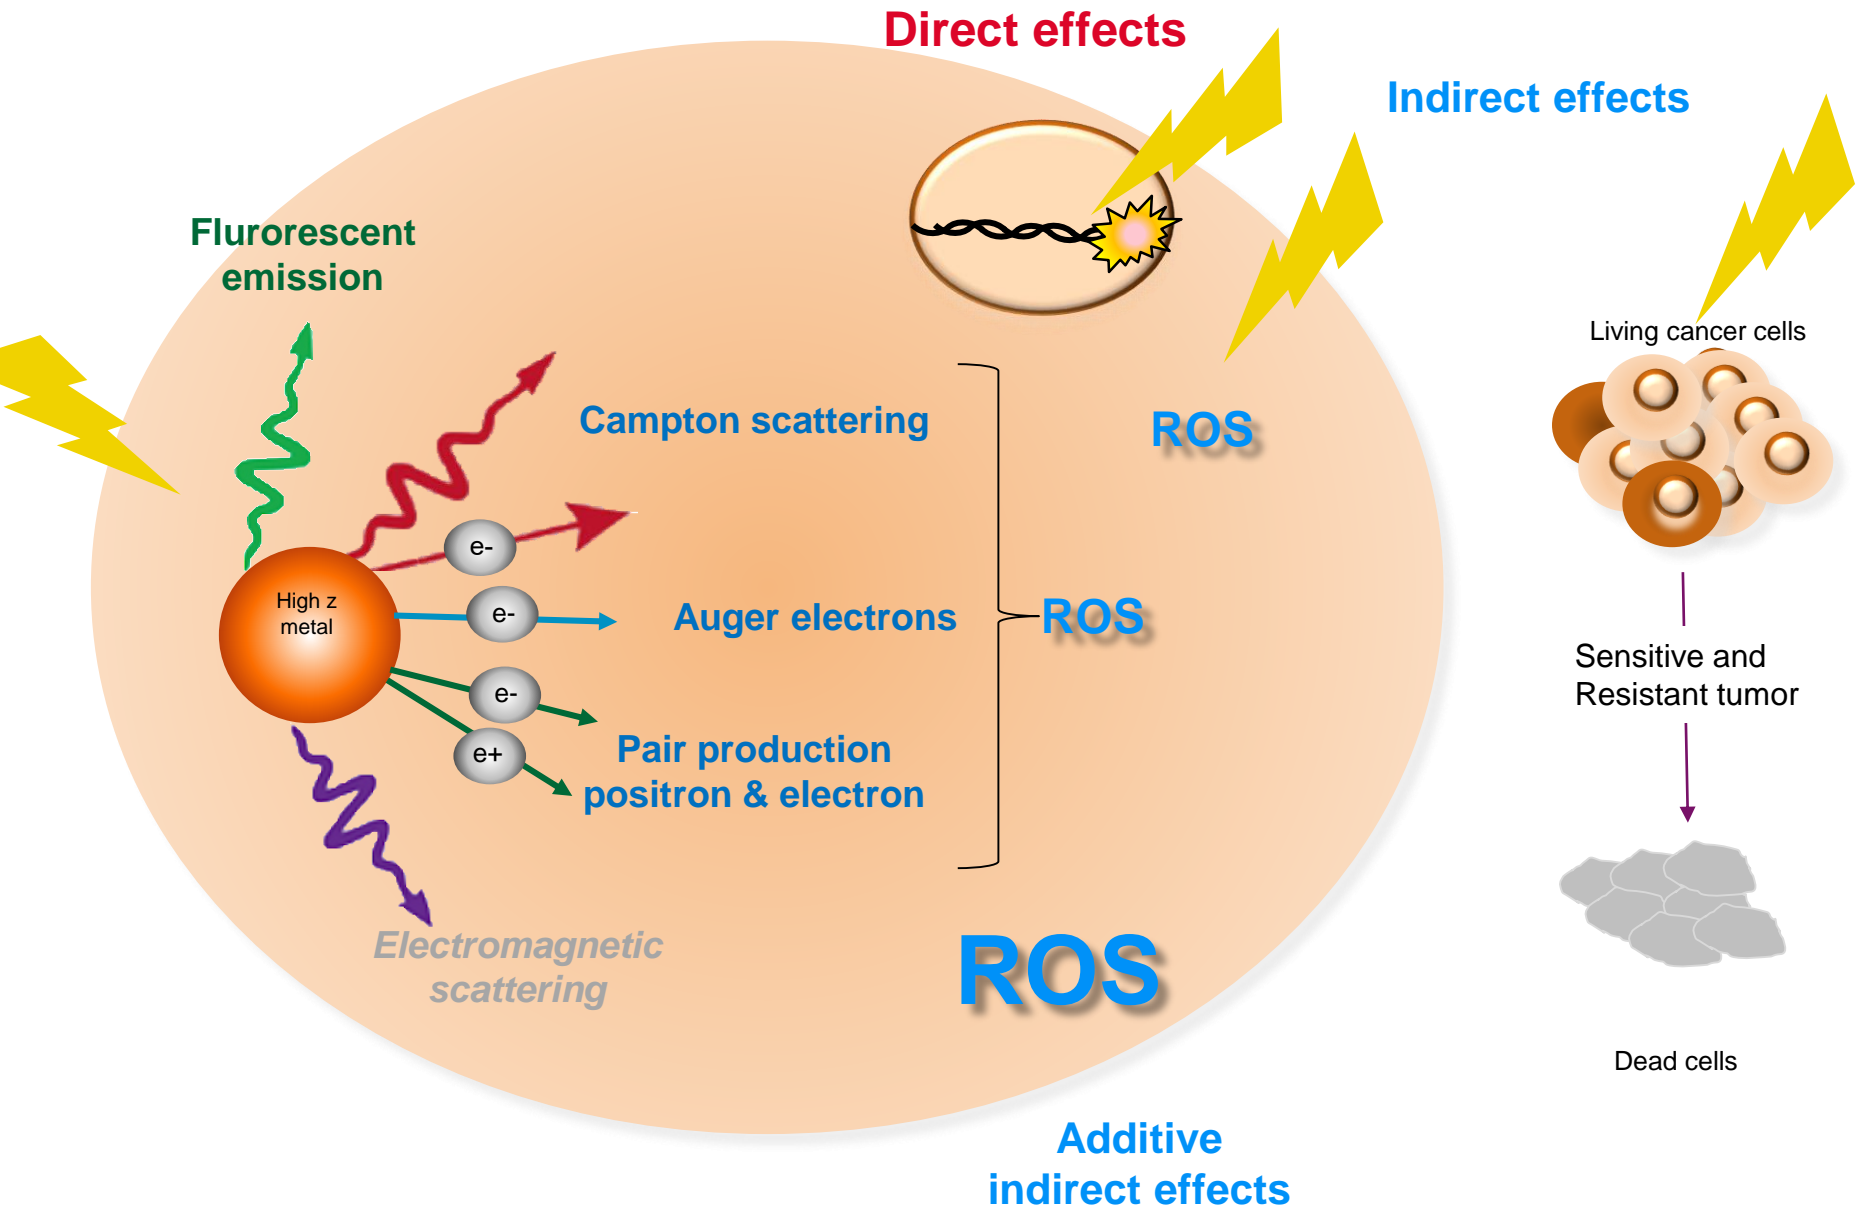 Direct effects
Indirect effects
Flurorescent
emission
Living cancer cells
Campton scattering
ROS
e-
High z
metal
e-
Auger electrons
ROS
e-
e+
Pair production
positron & electron
Sensitive and
Resistant tumor
Electromagnetic
scattering
ROS
Dead cells
Additive
indirect effects